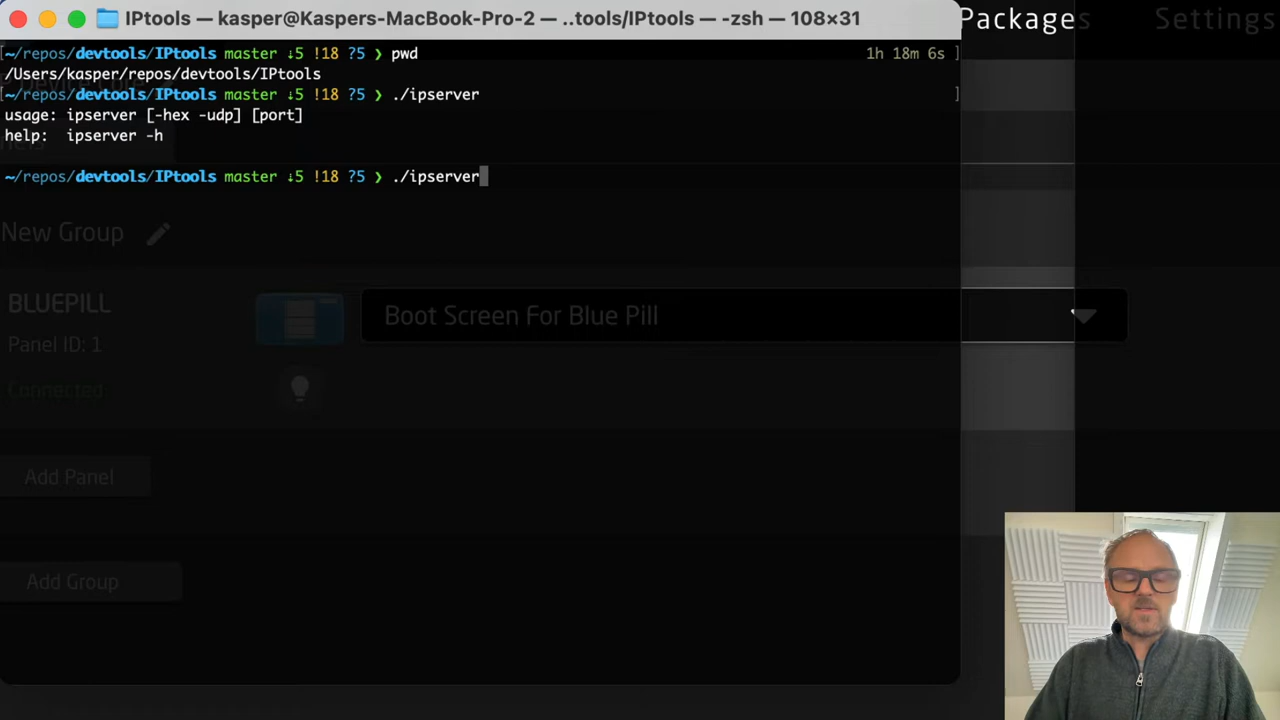 IPtools — kasper@Kaspers-MacBook-Pro-2 — ..tools/IPtools — -zsh — 108×31
Packages
Settings
[~/repos/devtools/IPtools master ↓5 !18 ?5 ❯ pwd 1h 18m 6s ]
/Users/kasper/repos/devtools/IPtools
[~/repos/devtools/IPtools master ↓5 !18 ?5 ❯ ./ipserver ]
usage: ipserver [-hex -udp] [port]
help: ipserver -h
~/repos/devtools/IPtools master ↓5 !18 ?5 ❯ ./ipserver
New Group
BLUEPILL
Boot Screen For Blue Pill
Panel ID: 1
Connected
Add Panel
Add Group